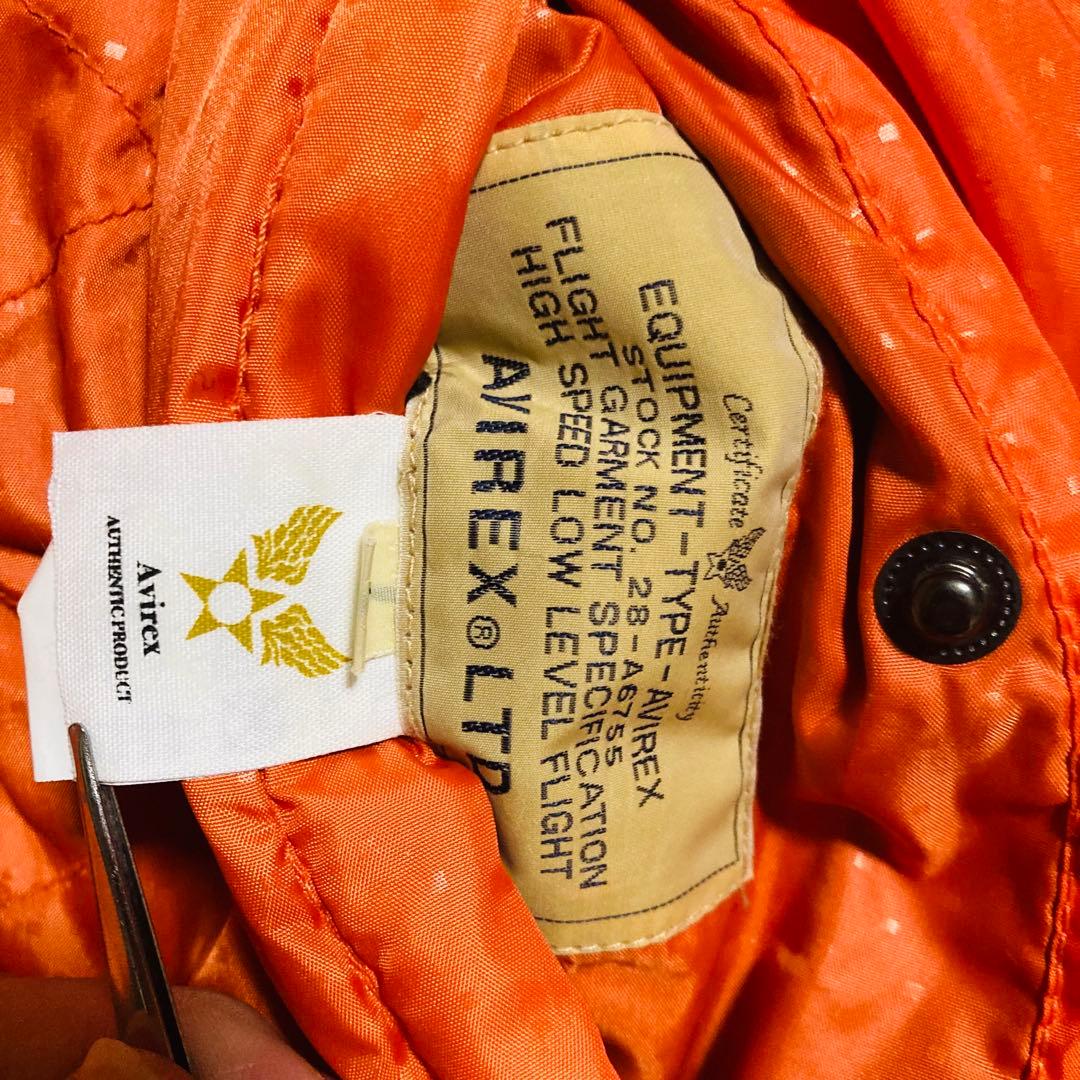 Certificate Authenticity
EQUIPMENT-TYPE-AVIREX
STOCK NO. 28-A6755
FLIGHT GARMENT SPECIFICATION
HIGH SPEED LOW LEVEL FLIGHT
AVIREX® LTD
Avirex
AUTHENTIC PRODUCT